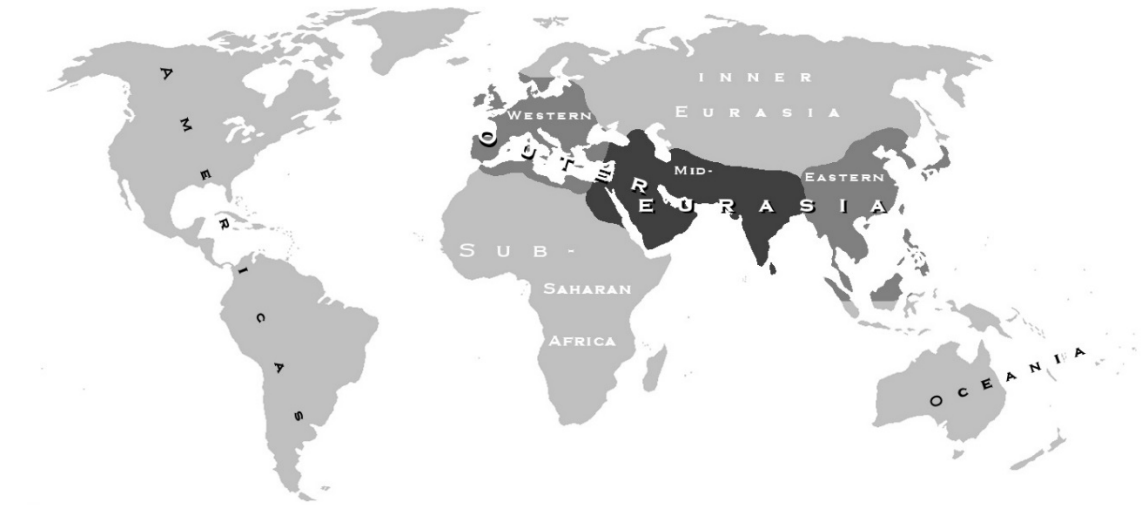 AMERICAS
INNER
EURASIA
WESTERN
OUTER
MID-
EASTERN
EURASIA
SUB-
SAHARAN
AFRICA
OCEANIA